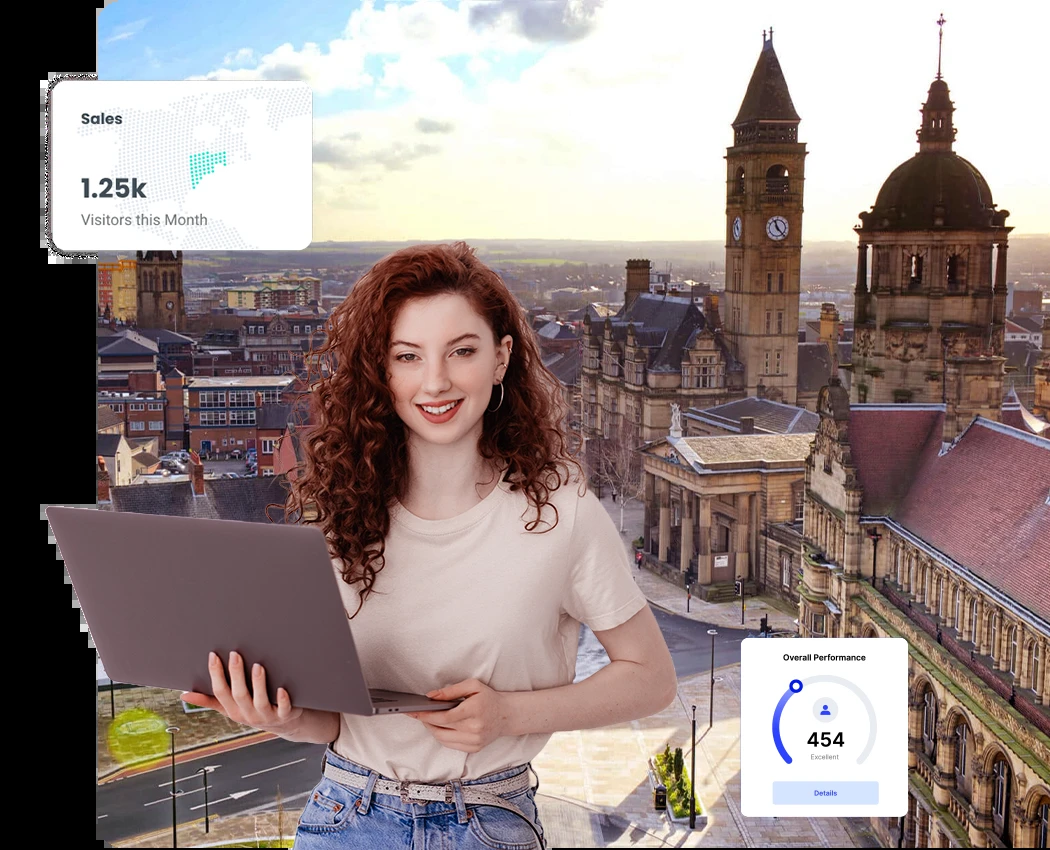 Sales
1.25k
Visitors this Month
Overall Performance
454
Excellent
Details